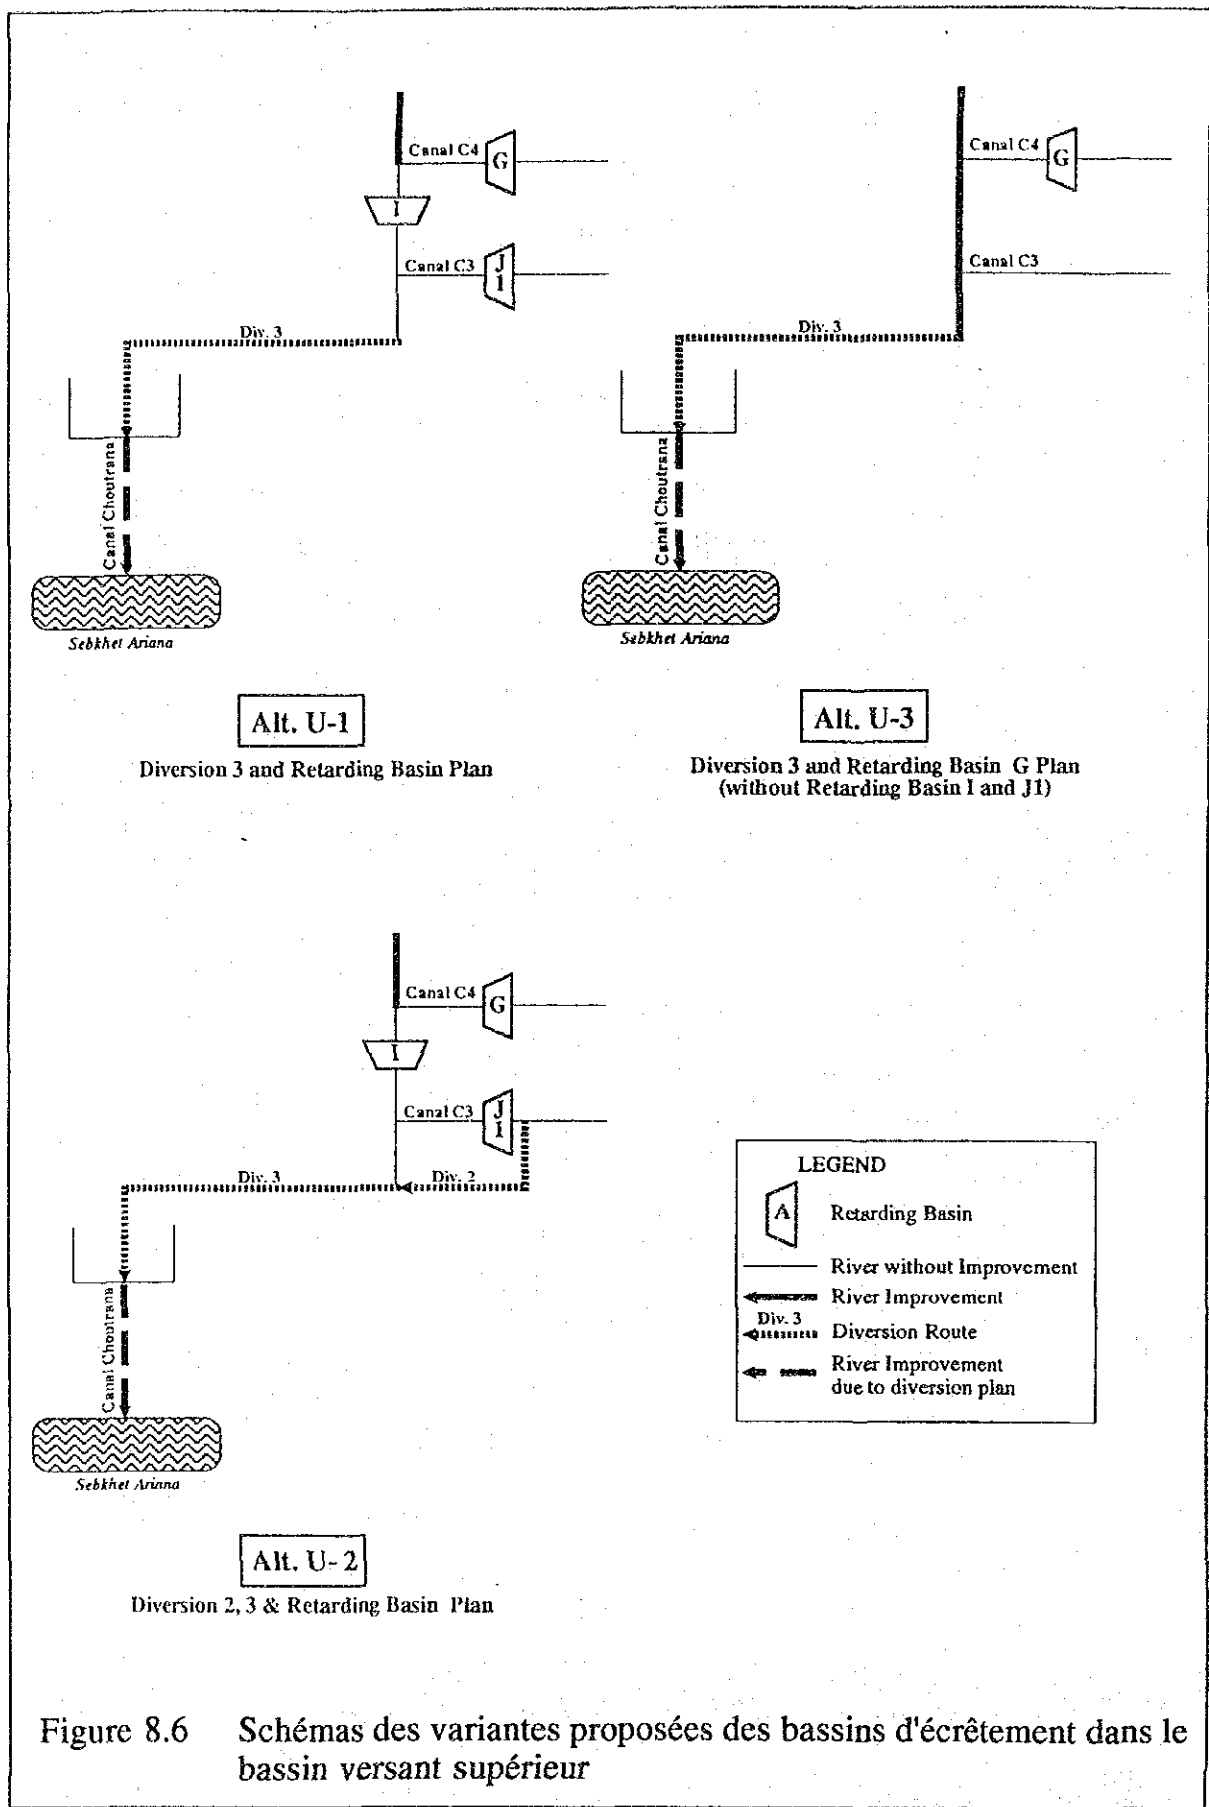 Canal C4
G
I
Canal C3
J
1
Div. 3
Canal Choutrana
Sebkhet Ariana
Alt. U-1
Diversion 3 and Retarding Basin Plan
Canal C4
G
Canal C3
Div. 3
Canal Choutrana
Sebkhet Ariana
Alt. U-3
Diversion 3 and Retarding Basin G Plan
(without Retarding Basin I and J1)
Canal C4
G
I
Canal C3
J
1
Div. 3
Div. 2
Canal Choutrana
Sebkhet Ariana
Alt. U-2
Diversion 2, 3 & Retarding Basin Plan
LEGEND
A
Retarding Basin
River without Improvement
River Improvement
Div. 3
Diversion Route
River Improvement
due to diversion plan
Figure 8.6 Schémas des variantes proposées des bassins d'écrêtement dans le
bassin versant supérieur